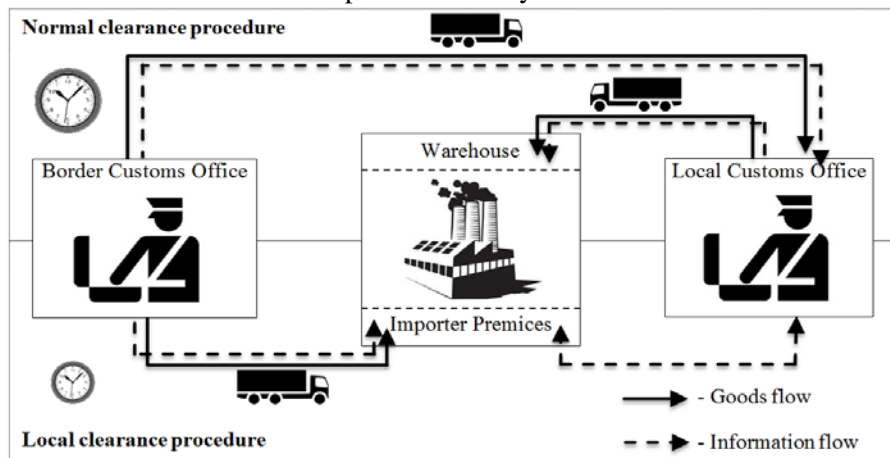 Normal clearance procedure
Warehouse
Border Customs Office
Local Customs Office
Importer Premices
- Goods flow
Local clearance procedure
- Information flow